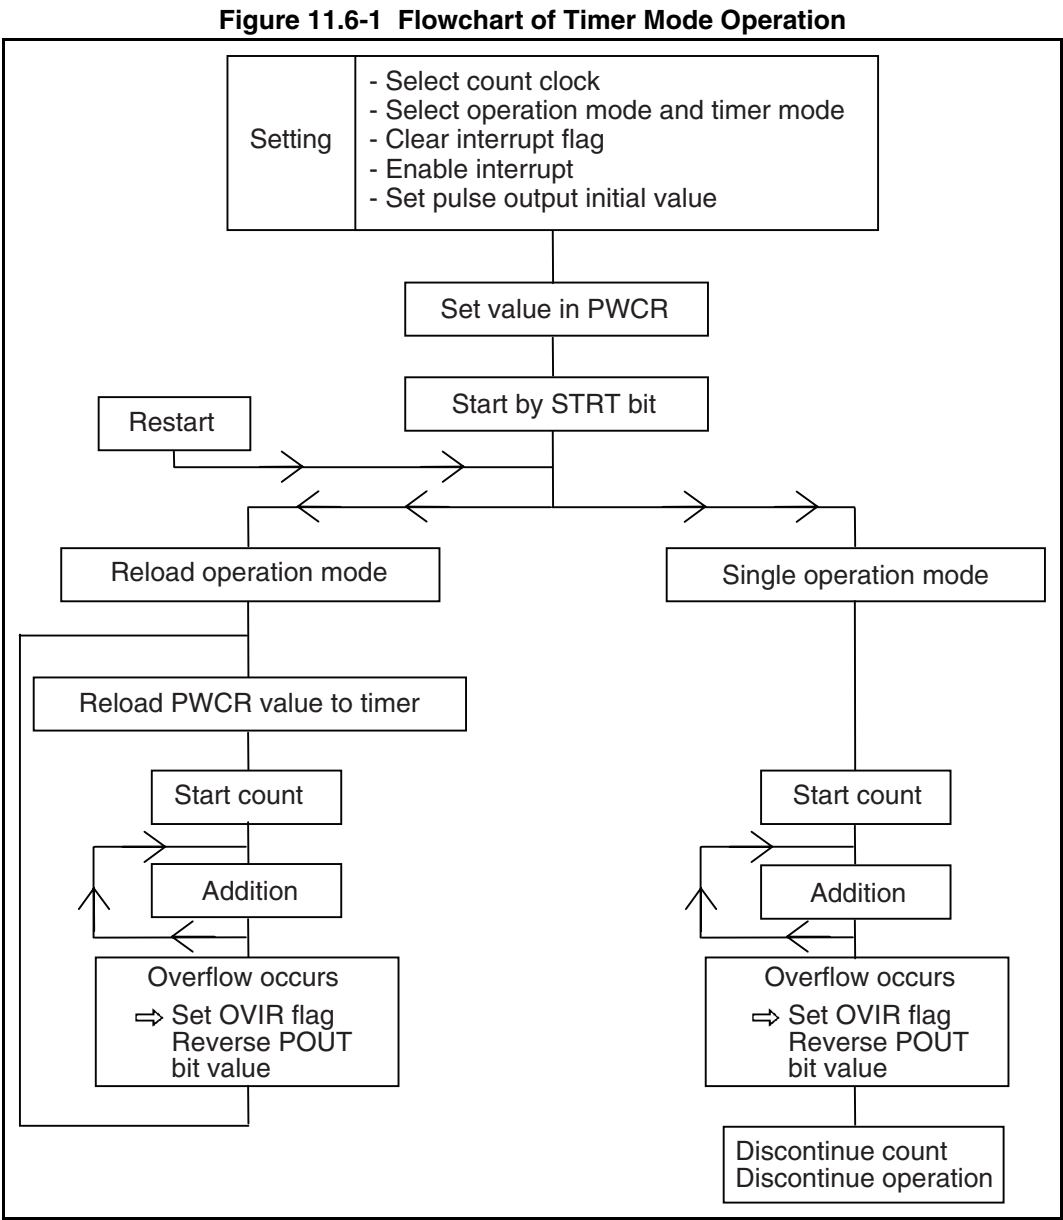 Figure 11.6-1 Flowchart of Timer Mode Operation
Setting
- Select count clock
- Select operation mode and timer mode
- Clear interrupt flag
- Enable interrupt
- Set pulse output initial value
Set value in PWCR
Start by STRT bit
Restart
Reload operation mode
Single operation mode
Reload PWCR value to timer
Start count
Start count
Addition
Addition
Overflow occurs
⇨ Set OVIR flag
Reverse POUT
bit value
Overflow occurs
⇨ Set OVIR flag
Reverse POUT
bit value
Discontinue count
Discontinue operation